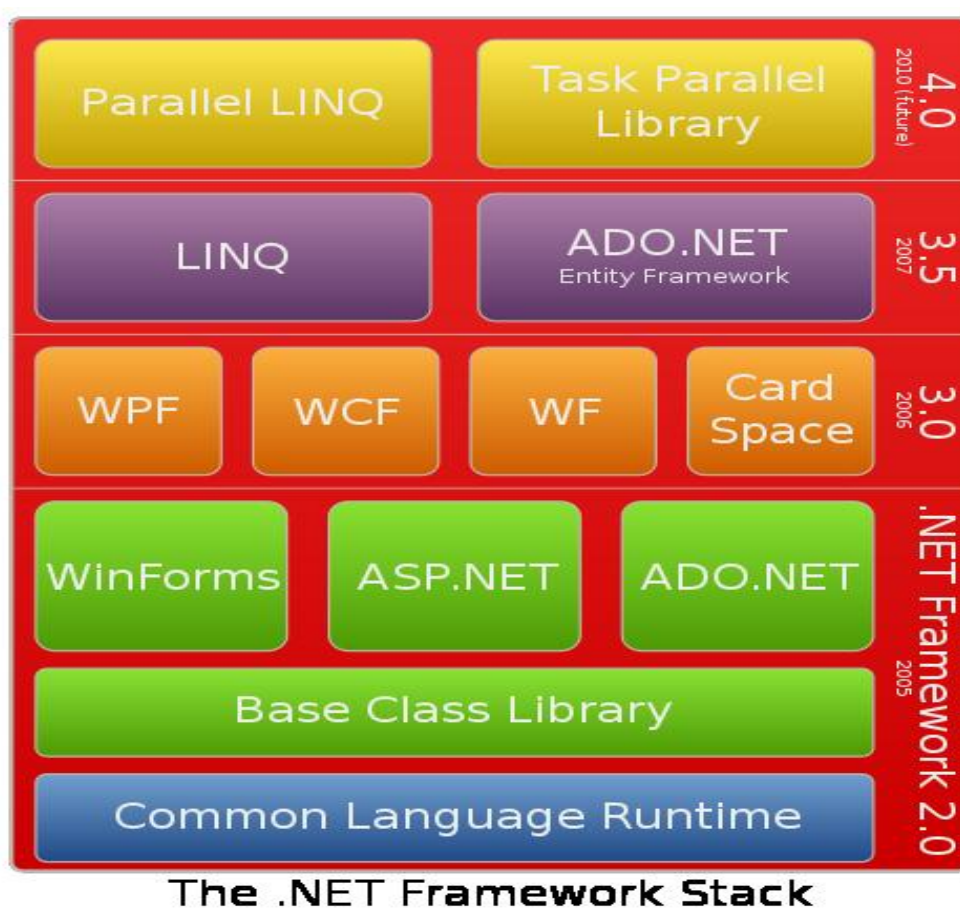 Parallel LINQ
Task Parallel
Library
4.0
2010 (future)
LINQ
ADO.NET
Entity Framework
3.5
2007
WPF
WCF
WF
Card
Space
3.0
2006
WinForms
ASP.NET
ADO.NET
Base Class Library
Common Language Runtime
.NET Framework 2.0
2005
The .NET Framework Stack